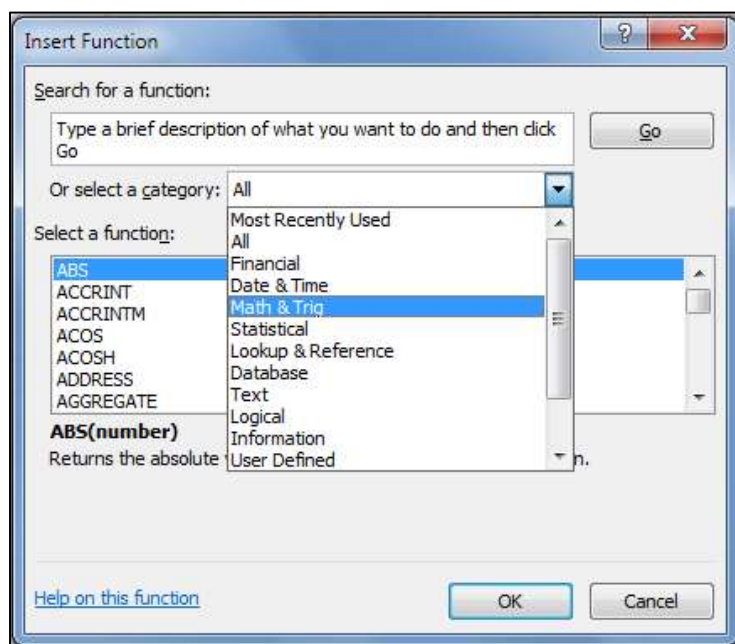 Insert Function
Search for a function:
Type a brief description of what you want to do and then click
Go
Go
Or select a category: All
Most Recently Used
All
Financial
Date & Time
Math & Trig
Statistical
Lookup & Reference
Database
Text
Logical
Information
User Defined
Select a function:
ABS
ACCRINT
ACCRINTM
ACOS
ACOSH
ADDRESS
AGGREGATE
ABS(number)
Returns the absolute n.
Help on this function
OK
Cancel